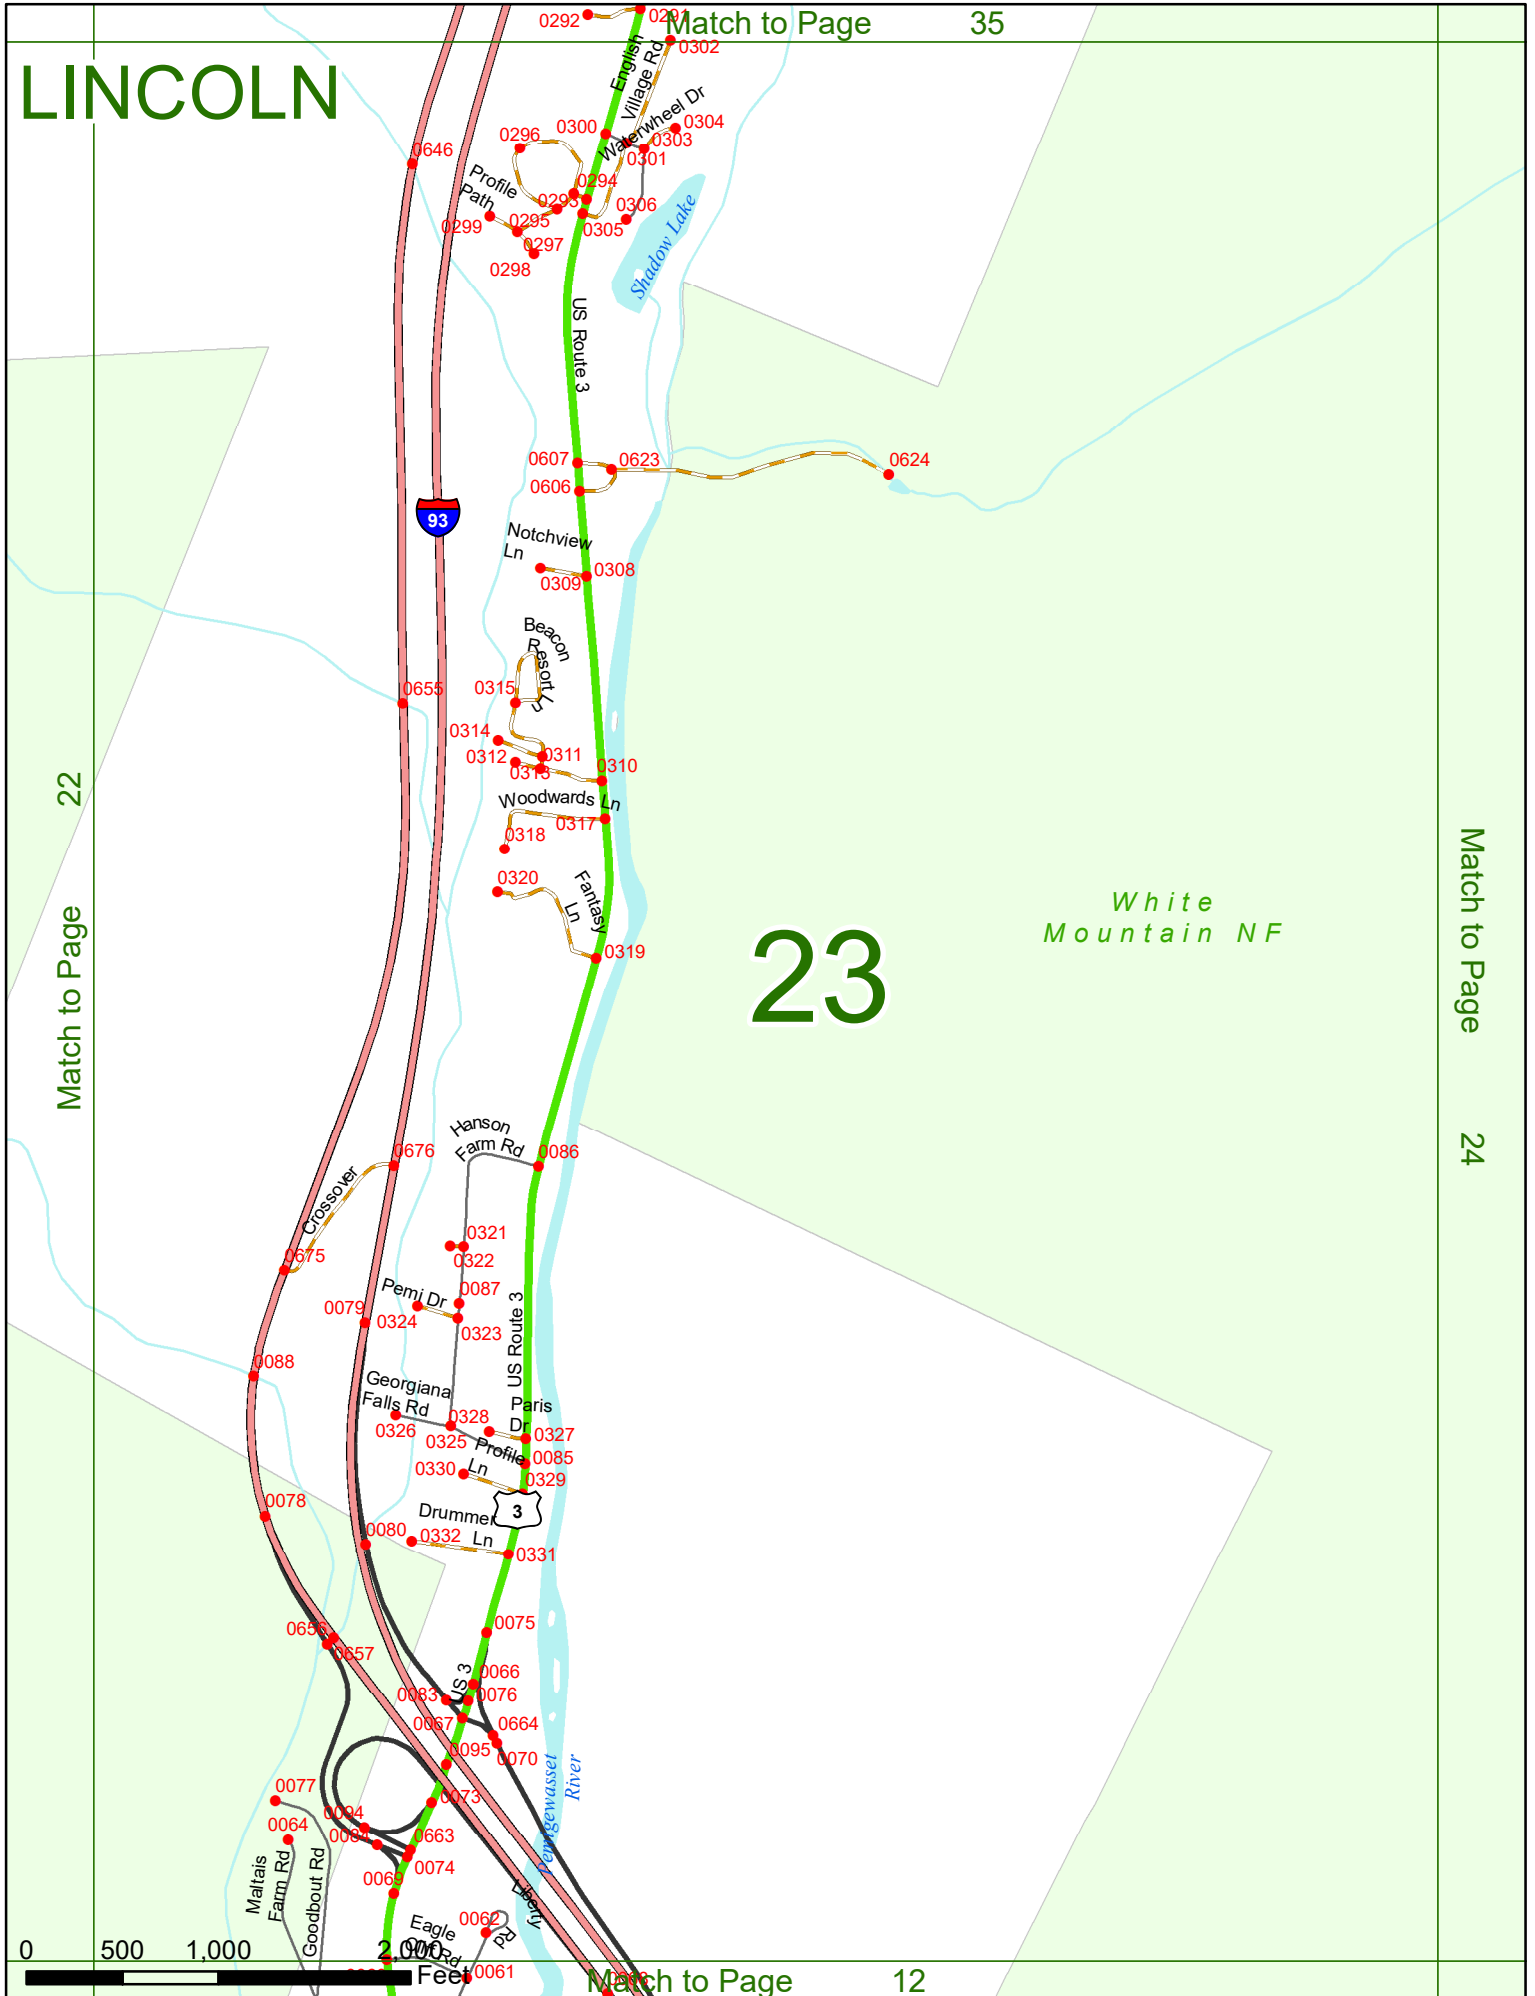 Match to Page 35
LINCOLN
0292
0291
0302
English
Village Rd
Waterwheel Dr
0300
0304
0303
0301
0296
0646
Profile
Path
0294
0293
0295
0306
0305
0299
0297
0298
Shadow Lake
US Route 3
0607
0623
0624
0606
93
Notchview
Ln
0308
0309
Beacon
Resort Ln
0655
0315
0314
0311
0312
0313
0310
Woodwards Ln
0317
0318
22
Match to Page
0320
Fantasy
Ln
0319
White
Mountain NF
23
Match to Page
24
Hanson
Farm Rd
0086
0676
Crossover
0675
0321
0322
Pemi Dr
0087
0079
0324
0323
US Route 3
0088
Georgiana
Falls Rd
0326
0328
0325
Paris
Dr
0327
Profile
Ln
0085
0330
0329
3
0078
Drummer
Ln
0080
0332
0331
0075
0656
0657
US 3
0066
0083
0076
0067
0664
0070
0095
Pemigewasset
River
0077
0073
0094
0064
0084
0663
0074
0069
Maltais
Farm Rd
Goodbout Rd
Liberty
Rd
0062
Eagle
Cliff Rd
0061
0 500 1,000 2,000
Feet
Match to Page 12